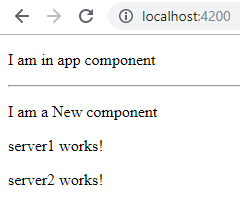 localhost:4200
I am in app component
I am a New component
server1 works!
server2 works!